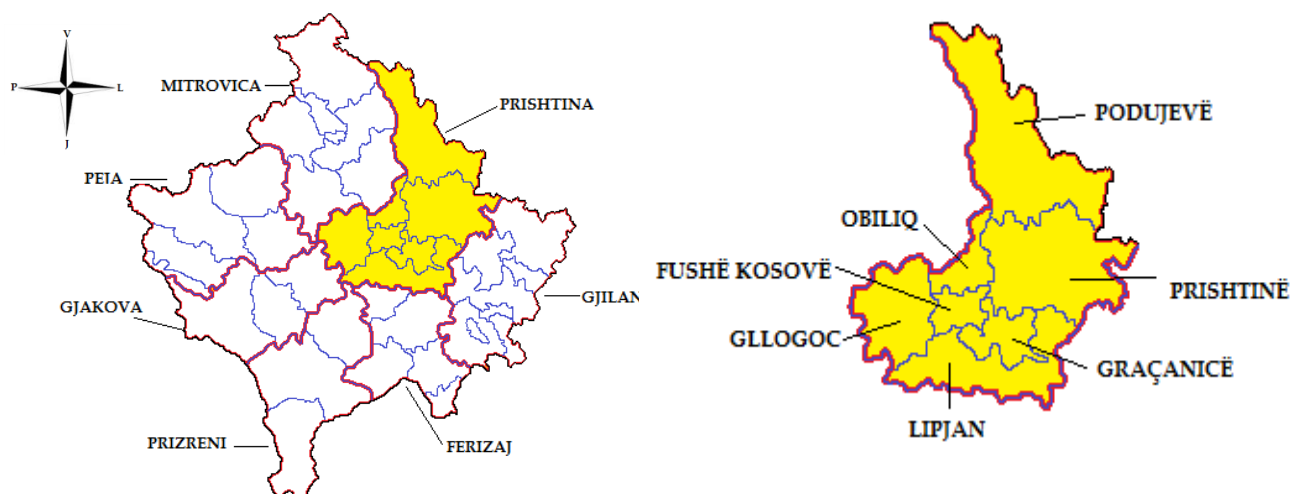 V
P
L
J
MITROVICA
PRISHTINA
PEJA
GJAKOVA
GJILAN
PRIZRENI
FERIZAJ
PODUJEVË
OBILIQ
FUSHË KOSOVË
PRISHTINË
GLLOGOC
GRAÇANICË
LIPJAN